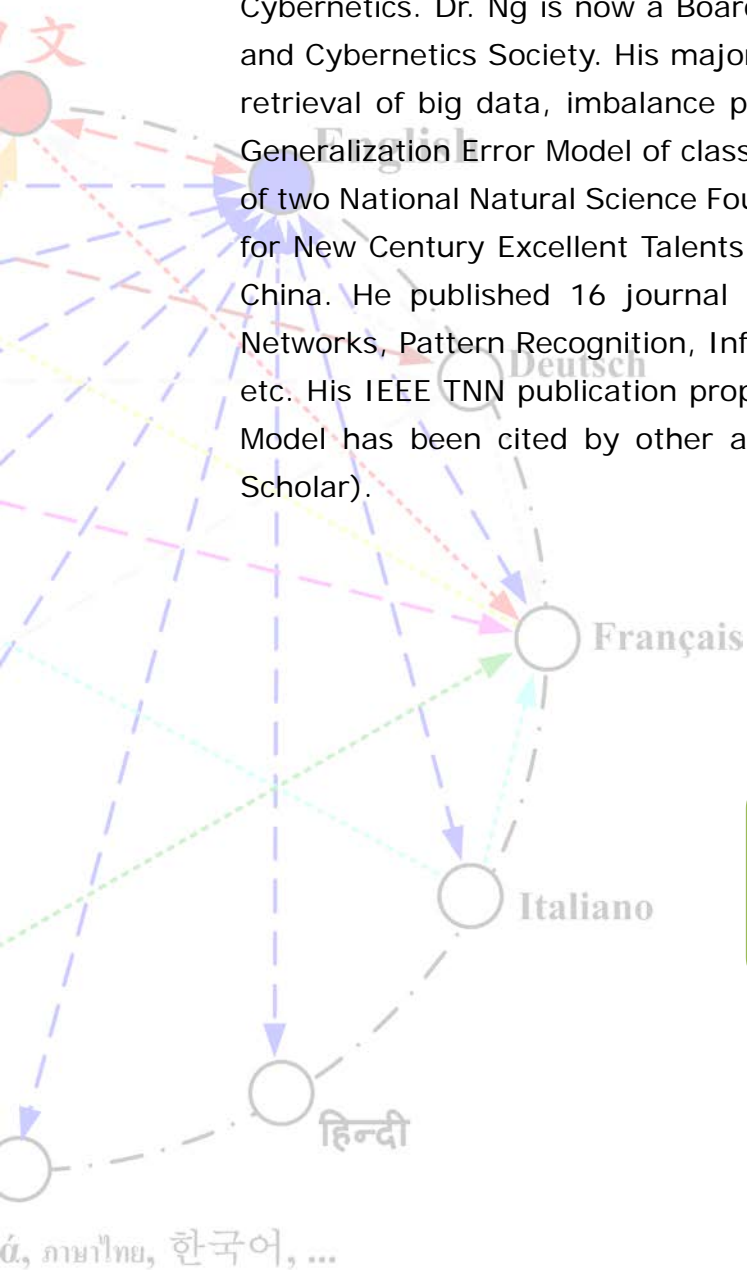 Cybernetics. Dr. Ng is now a Board
and Cybernetics Society. His major
retrieval of big data, imbalance p
Generalization Error Model of class
of two National Natural Science Fou
for New Century Excellent Talents
China. He published 16 journal
Networks, Pattern Recognition, Inf
etc. His IEEE TNN publication prop
Model has been cited by other a
Scholar).
文
English
Deutsch
Français
Italiano
हिन्दी
ά, ภาษาไทย, 한국어, ...